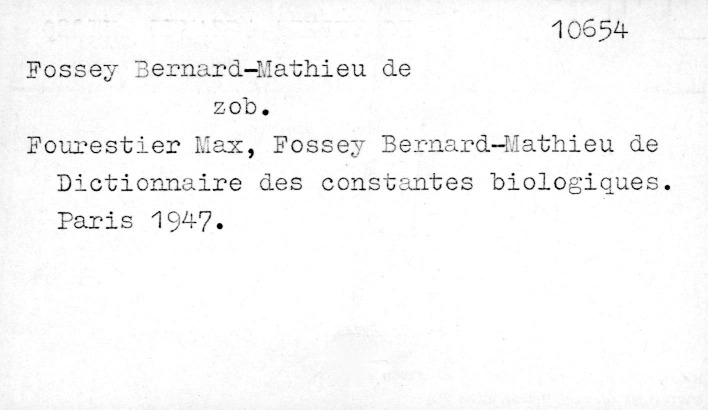 10654
Fossey Bernard-Mathieu de
zob.
Fourestier Max, Fossey Bernard-Mathieu de
Dictionnaire des constantes biologiques.
Paris 1947.